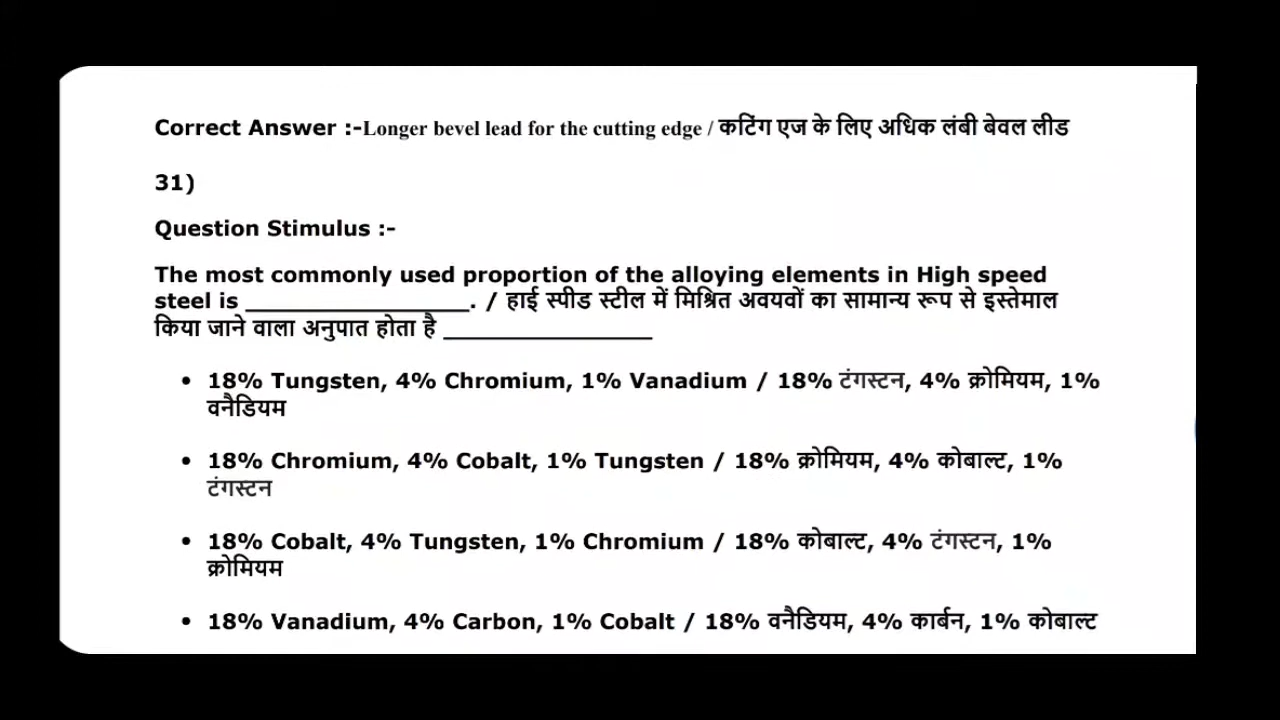 Correct Answer :-Longer bevel lead for the cutting edge / कटिंग एज के लिए अधिक लंबी बेवल लीड
31)
Question Stimulus :-
The most commonly used proportion of the alloying elements in High speed
steel is ____________________. / हाई स्पीड स्टील में मिश्रित अवयवों का सामान्य रूप से इस्तेमाल
किया जाने वाला अनुपात होता है ___________________
• 18% Tungsten, 4% Chromium, 1% Vanadium / 18% टंगस्टन, 4% क्रोमियम, 1%
वनैडियम
• 18% Chromium, 4% Cobalt, 1% Tungsten / 18% क्रोमियम, 4% कोबाल्ट, 1%
टंगस्टन
• 18% Cobalt, 4% Tungsten, 1% Chromium / 18% कोबाल्ट, 4% टंगस्टन, 1%
क्रोमियम
• 18% Vanadium, 4% Carbon, 1% Cobalt / 18% वनैडियम, 4% कार्बन, 1% कोबाल्ट